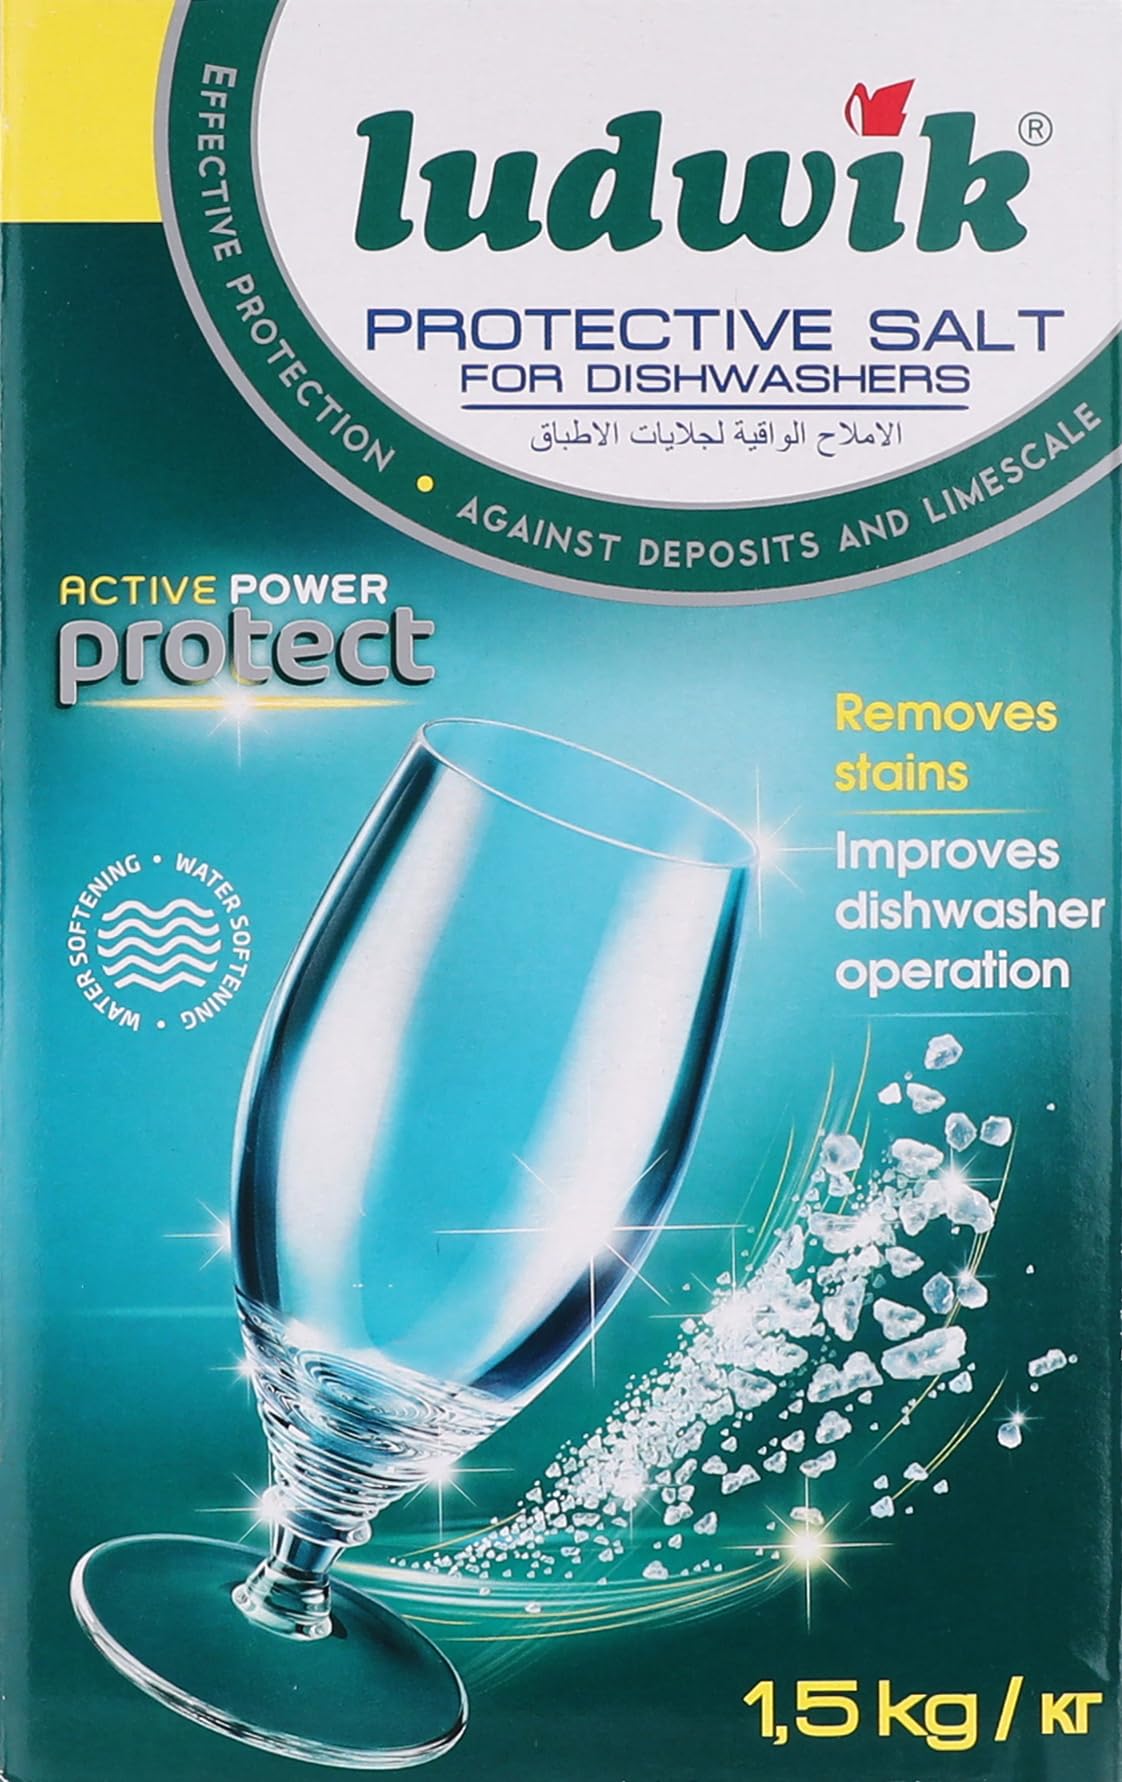 ludwik®
PROTECTIVE SALT
FOR DISHWASHERS
الاملاح الواقية لجلايات الاطباق
EFFECTIVE PROTECTION • AGAINST DEPOSITS AND LIMESCALE
ACTIVE POWER
protect
Removes
stains
Improves
dishwasher
operation
WATER SOFTENING • WATER SOFTENING •
1,5 kg / кг